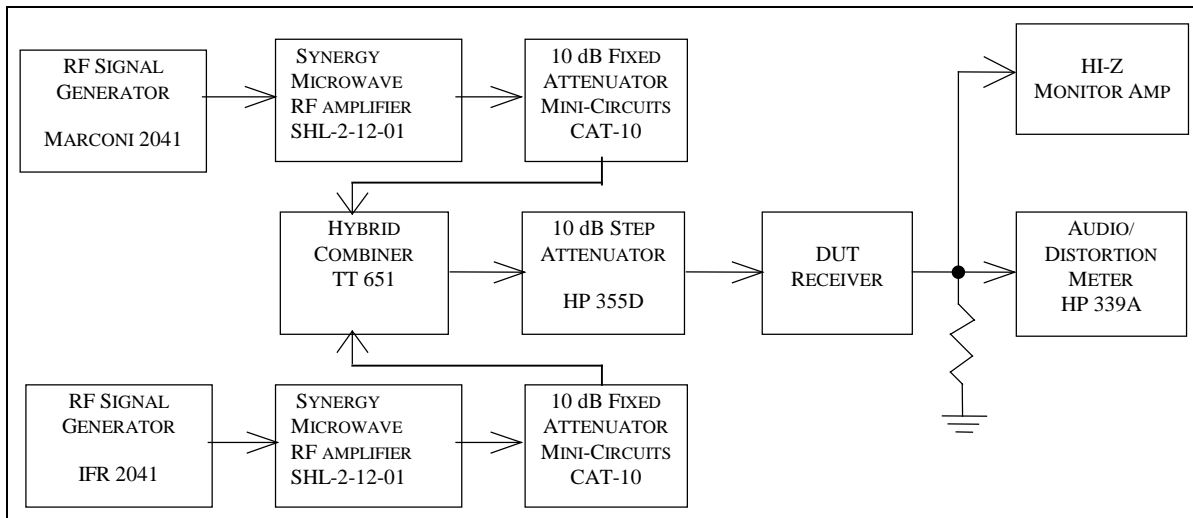 RF SIGNAL
GENERATOR
MARCONI 2041
SYNERGY
MICROWAVE
RF AMPLIFIER
SHL-2-12-01
10 dB FIXED
ATTENUATOR
MINI-CIRCUITS
CAT-10
HI-Z
MONITOR AMP
HYBRID
COMBINER
TT 651
10 dB STEP
ATTENUATOR
HP 355D
DUT
RECEIVER
AUDIO/
DISTORTION
METER
HP 339A
RF SIGNAL
GENERATOR
IFR 2041
SYNERGY
MICROWAVE
RF AMPLIFIER
SHL-2-12-01
10 dB FIXED
ATTENUATOR
MINI-CIRCUITS
CAT-10